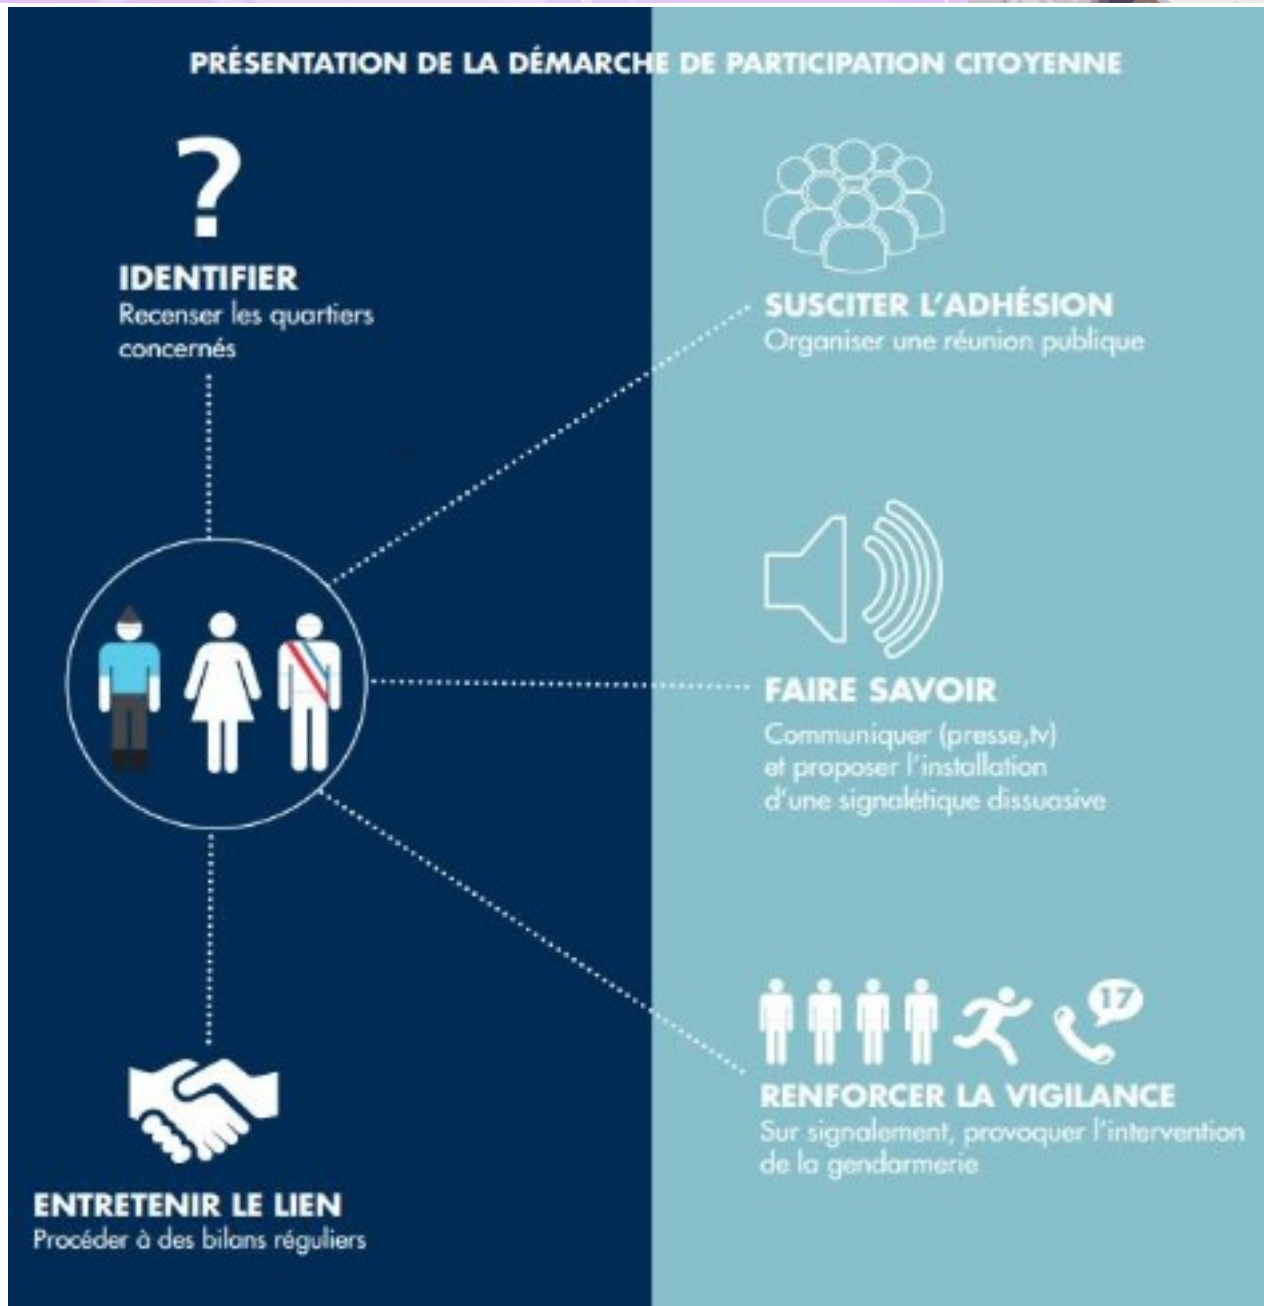 PRÉSENTATION DE LA DÉMARCHE DE PARTICIPATION CITOYENNE
?
IDENTIFIER
Recenser les quartiers
concernés
SUSCITER L'ADHÉSION
Organiser une réunion publique
FAIRE SAVOIR
Communiquer (presse,tv)
et proposer l'installation
d'une signalétique dissuasive
17
RENFORCER LA VIGILANCE
Sur signalement, provoquer l'intervention
de la gendarmerie
ENTRETENIR LE LIEN
Procéder à des bilans réguliers